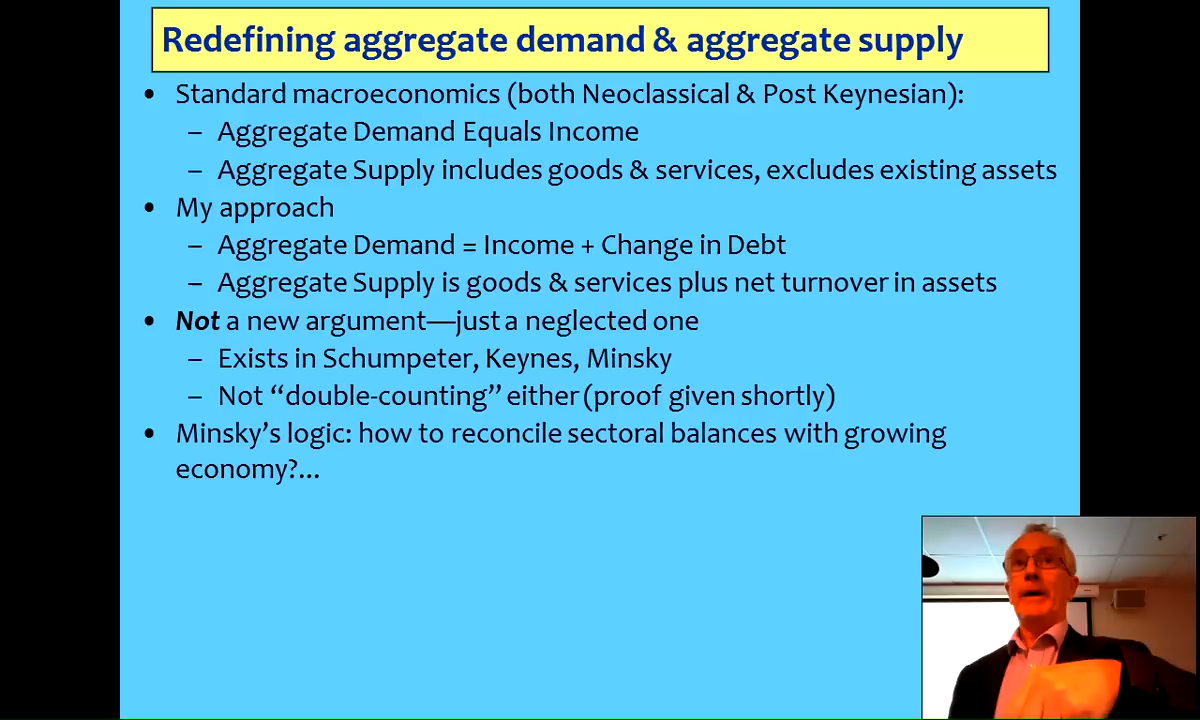 Redefining aggregate demand & aggregate supply
• Standard macroeconomics (both Neoclassical & Post Keynesian):
– Aggregate Demand Equals Income
– Aggregate Supply includes goods & services, excludes existing assets
• My approach
– Aggregate Demand = Income + Change in Debt
– Aggregate Supply is goods & services plus net turnover in assets
• Not a new argument—just a neglected one
– Exists in Schumpeter, Keynes, Minsky
– Not “double-counting” either (proof given shortly)
• Minsky’s logic: how to reconcile sectoral balances with growing
economy?...